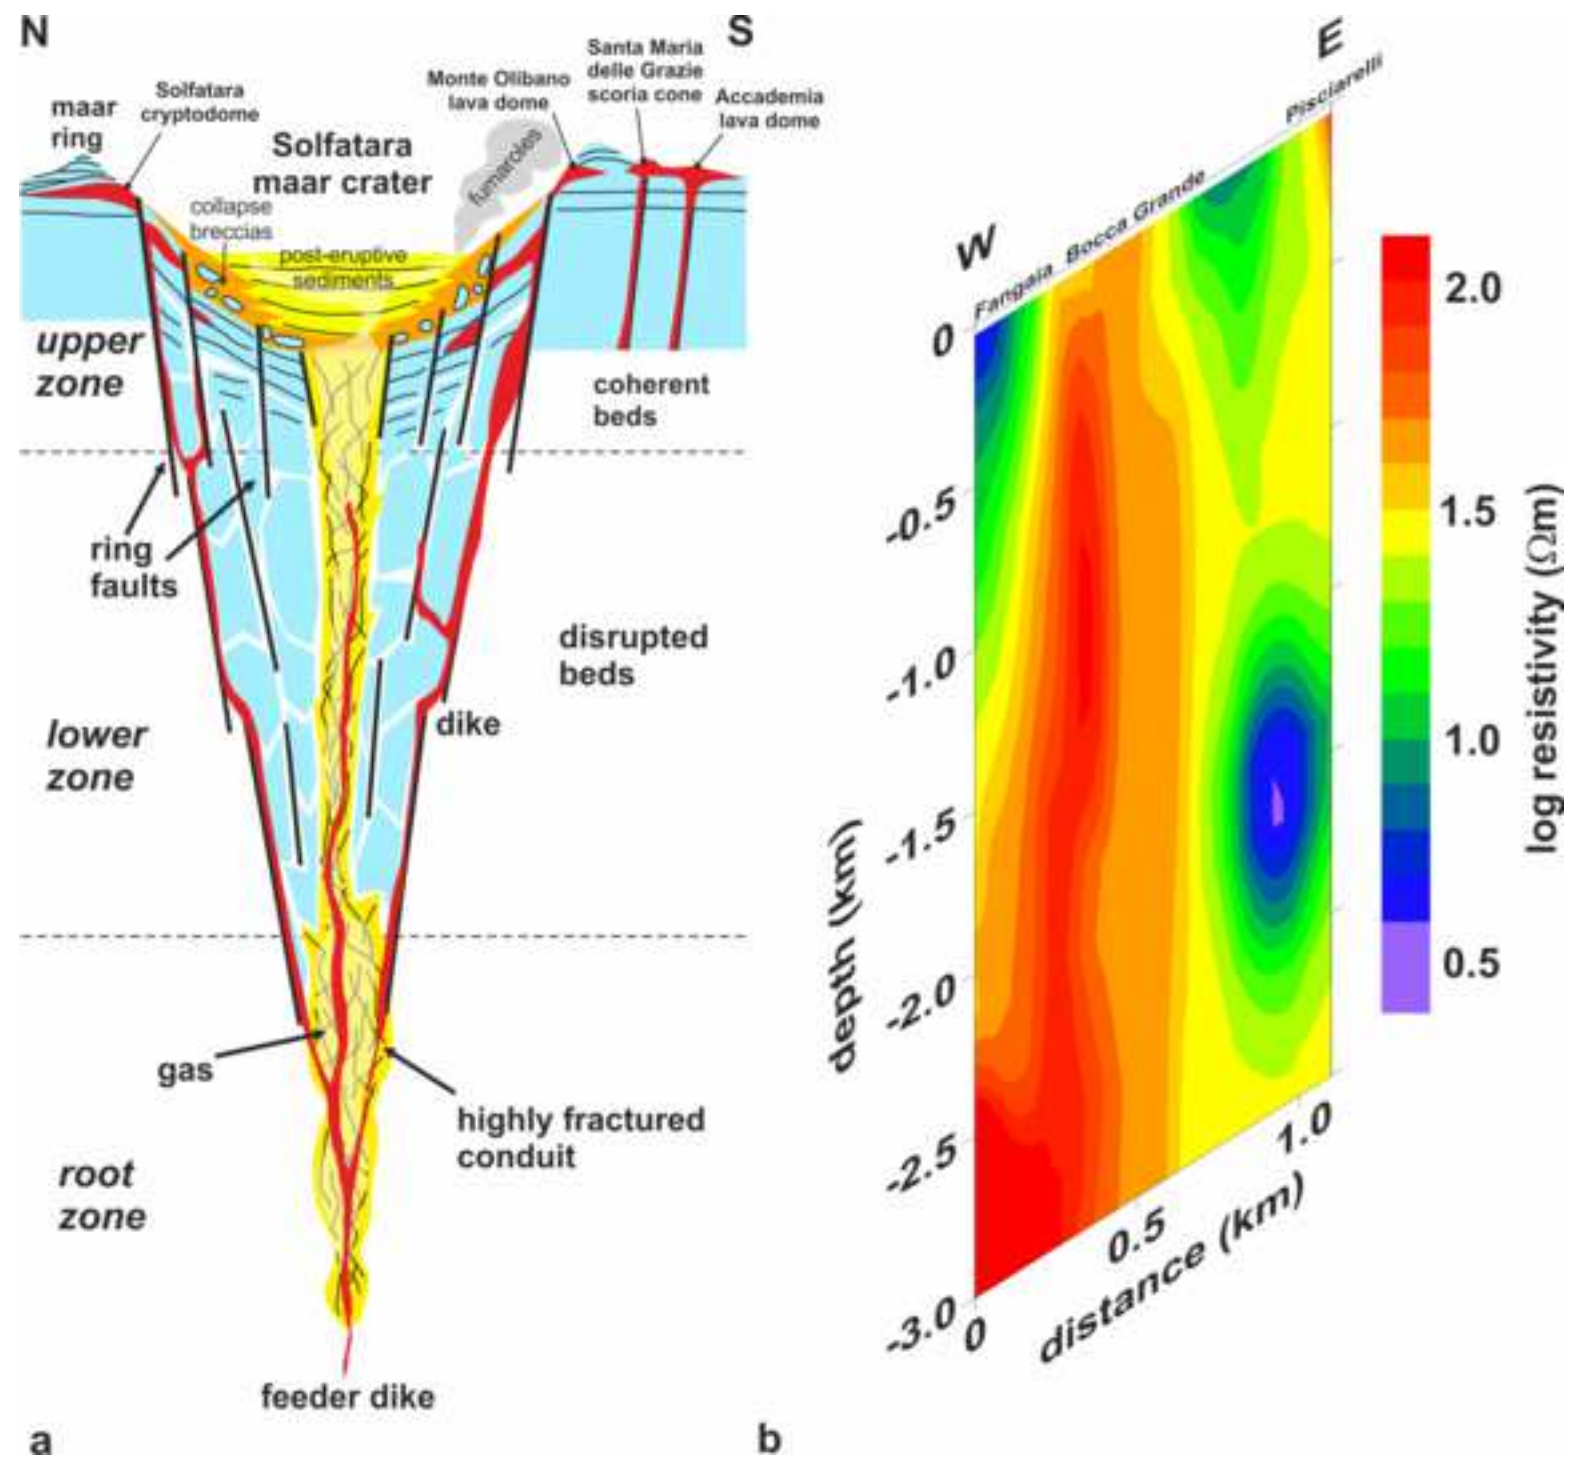 N
S
Solfatara
cryptodome
maar
ring
Solfatara
maar crater
Monte Olibano
lava dome
Santa Maria
delle Grazie
scoria cone
Accademia
lava dome
fumaroles
collapse
breccias
post-eruptive
sediments
upper
zone
coherent
beds
ring
faults
disrupted
beds
lower
zone
dike
gas
highly fractured
conduit
root
zone
feeder dike
a
W
E
Fangaia
Bocca Grande
Pisciarelli
0
-0.5
-1.0
-1.5
-2.0
-2.5
-3.0
depth (km)
0
0.5
1.0
distance (km)
2.0
1.5
1.0
0.5
log resistivity (Ωm)
b